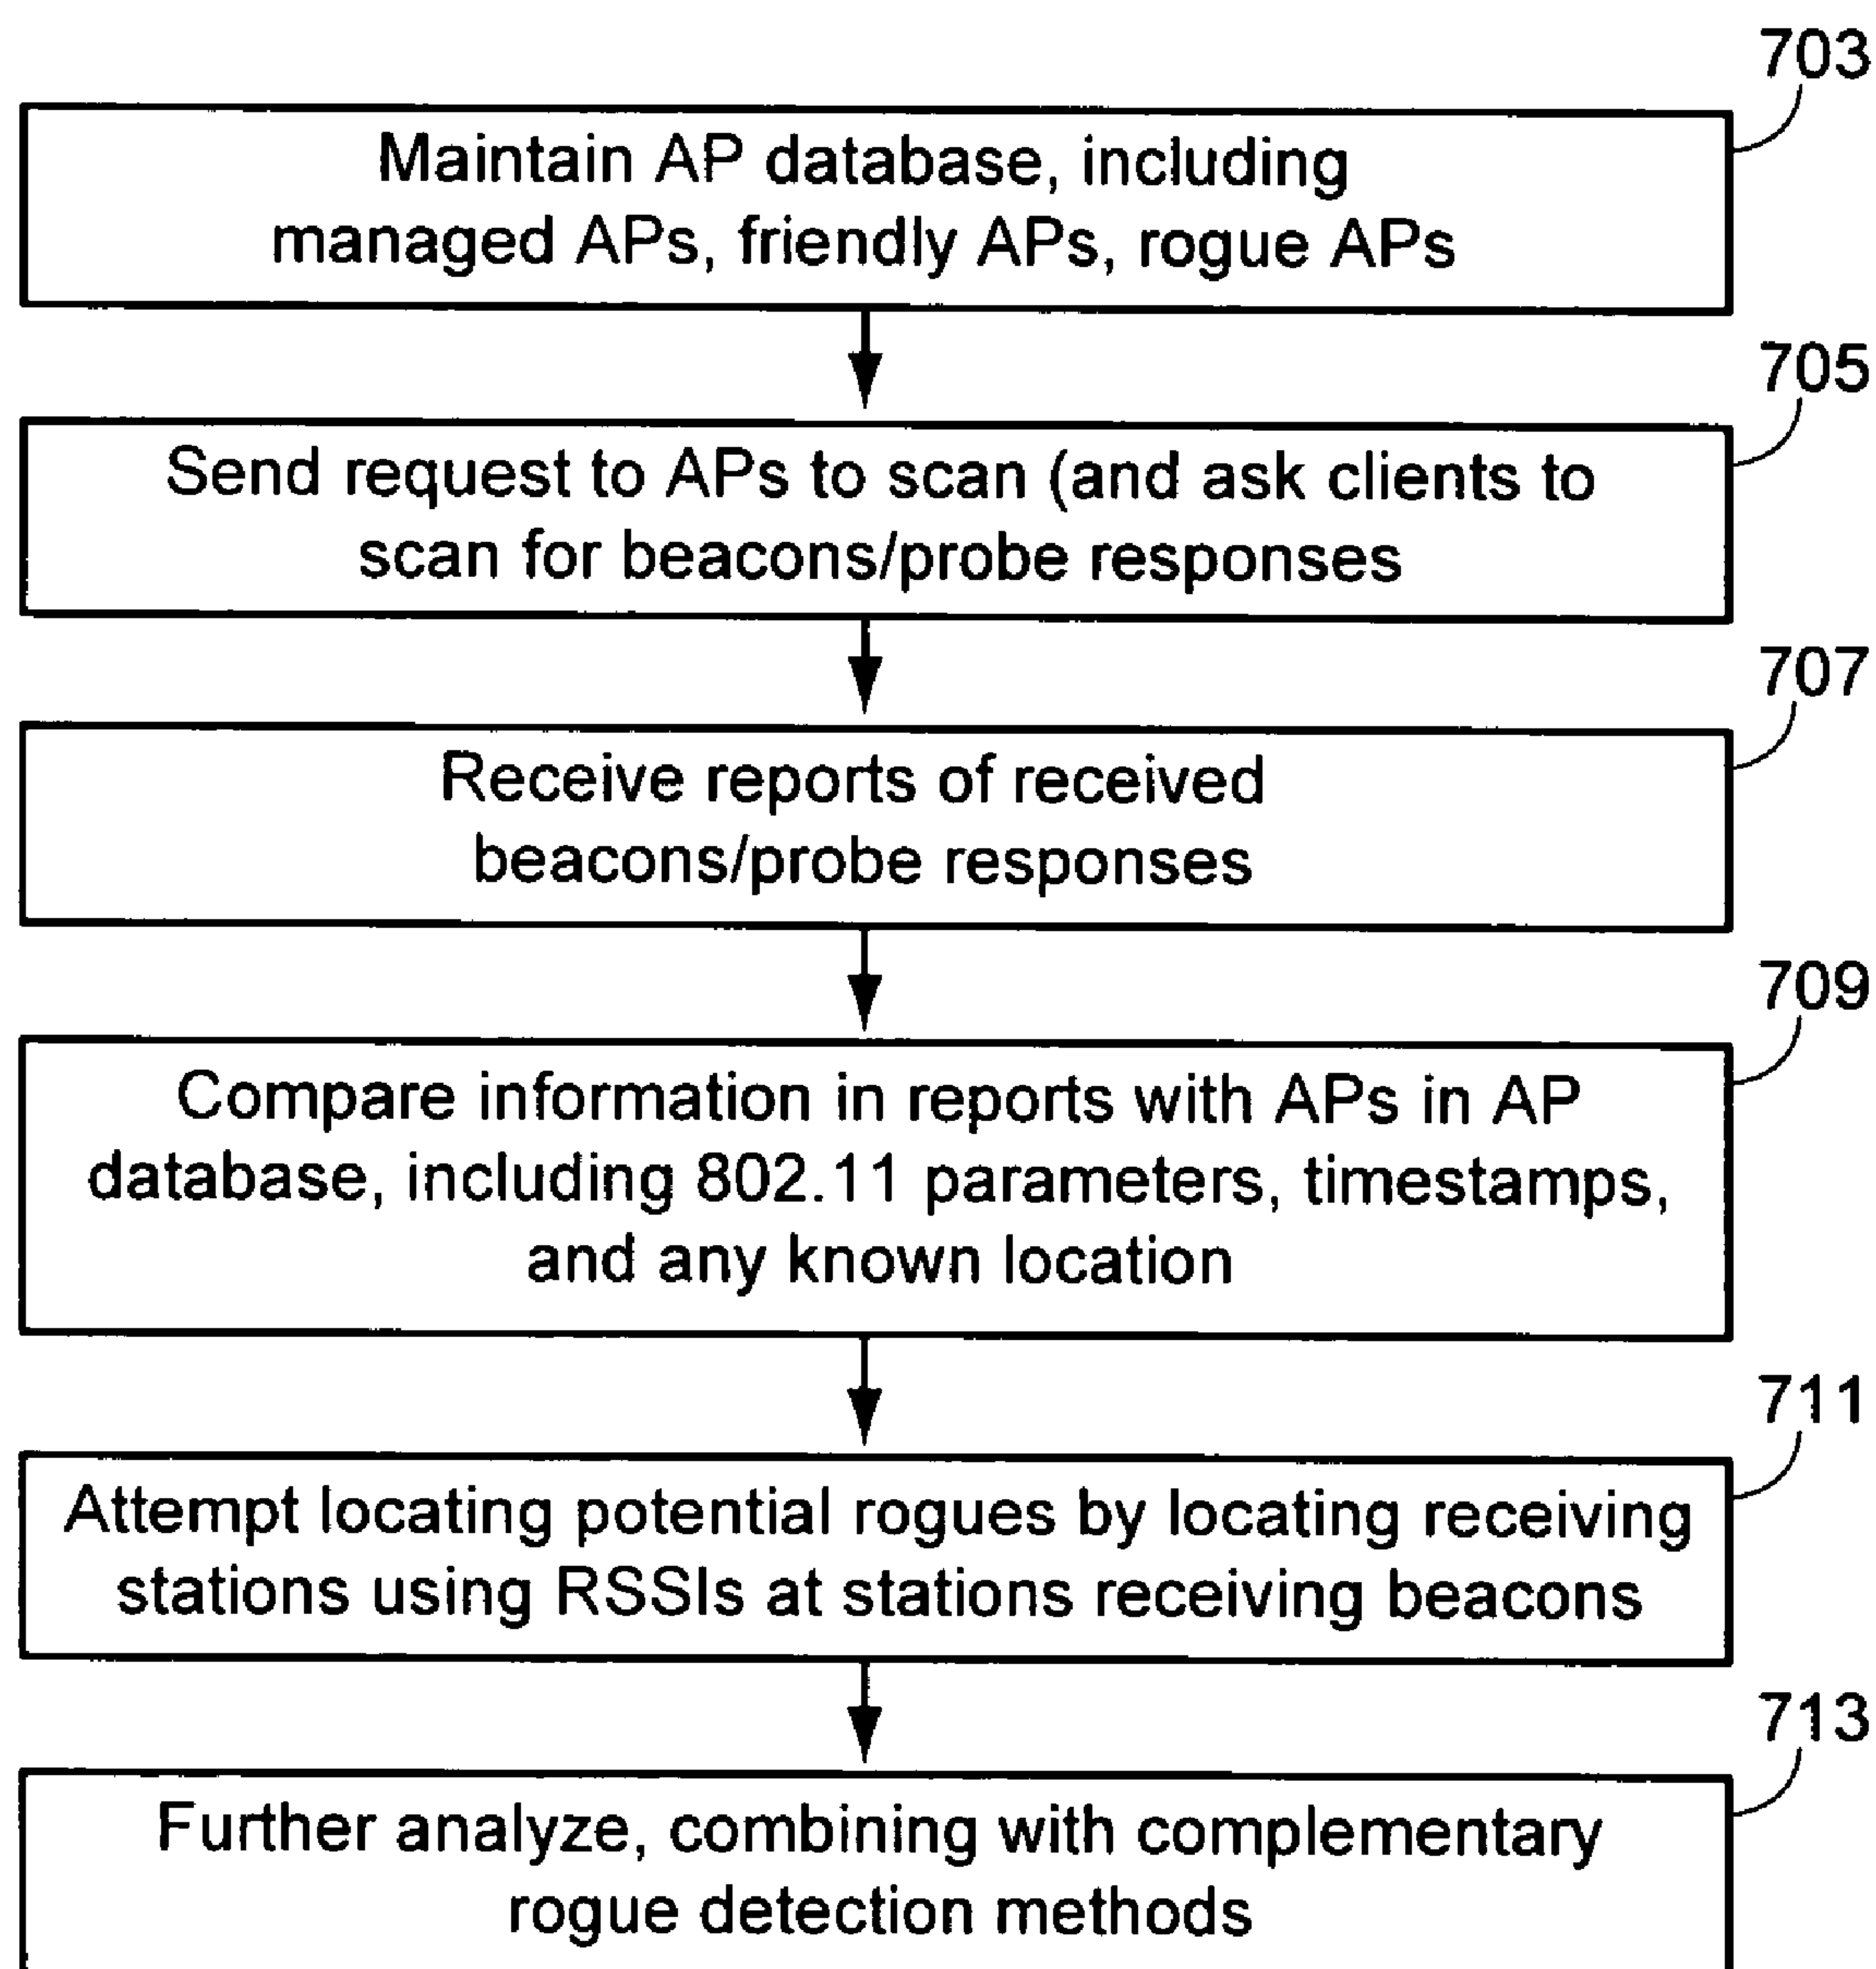 703
Maintain AP database, including
managed APs, friendly APs, rogue APs
705
Send request to APs to scan (and ask clients to
scan for beacons/probe responses
707
Receive reports of received
beacons/probe responses
709
Compare information in reports with APs in AP
database, including 802.11 parameters, timestamps,
and any known location
711
Attempt locating potential rogues by locating receiving
stations using RSSIs at stations receiving beacons
713
Further analyze, combining with complementary
rogue detection methods